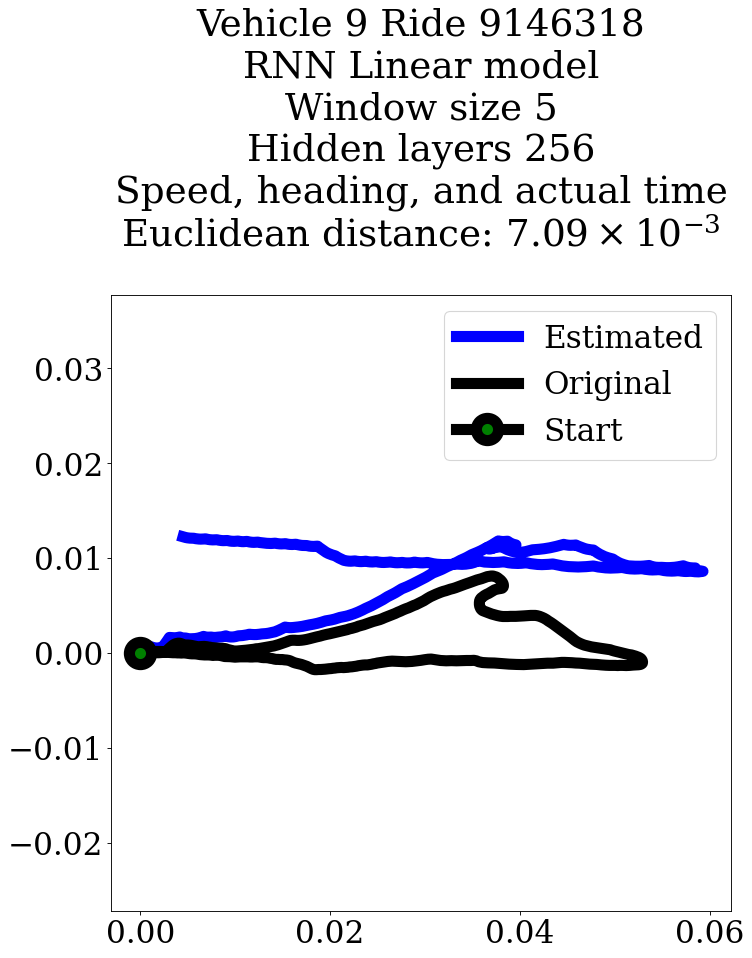 Vehicle 9 Ride 9146318
RNN Linear model
Window size 5
Hidden layers 256
Speed, heading, and actual time
Euclidean distance: 7.09 × 10⁻³
Estimated
Original
Start
0.03
0.02
0.01
0.00
−0.01
−0.02
0.00 0.02 0.04 0.06